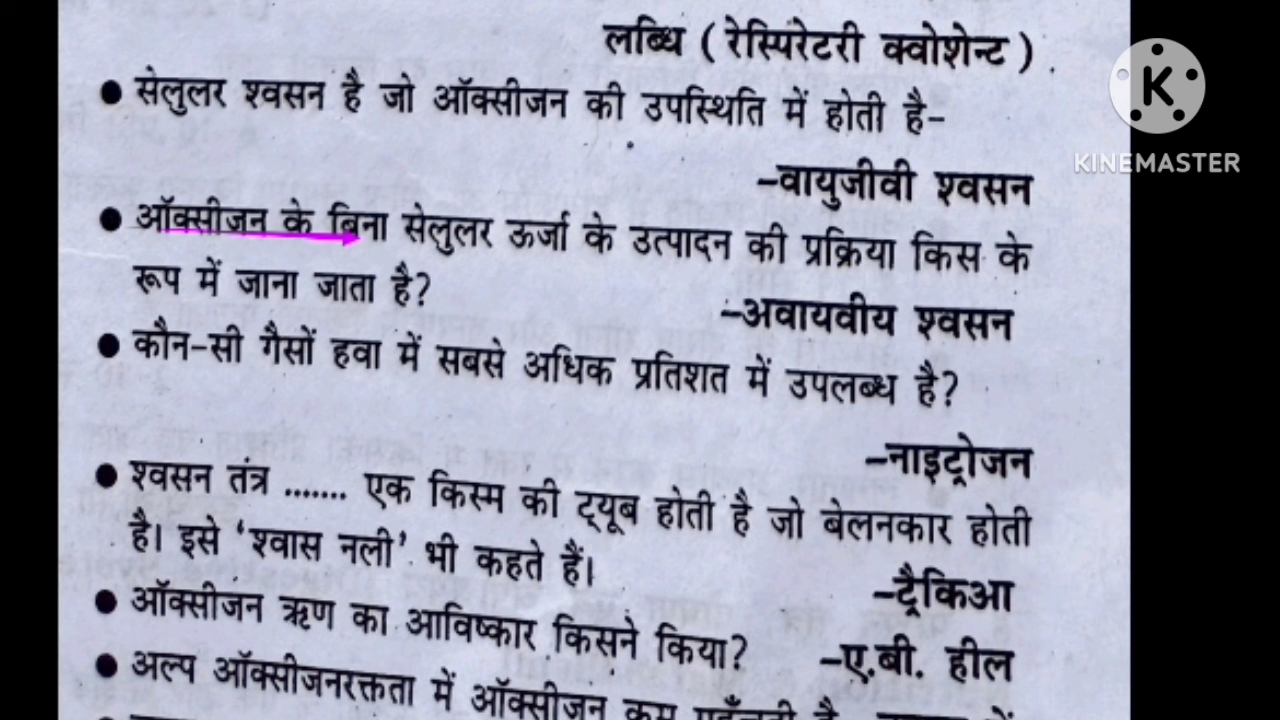 लब्धि ( रेस्पिरेटरी क्वोशेन्ट )
● सेलुलर श्वसन है जो ऑक्सीजन की उपस्थिति में होती है–
–वायुजीवी श्वसन
● ऑक्सीजन के बिना सेलुलर ऊर्जा के उत्पादन की प्रक्रिया किस के
रूप में जाना जाता है?
–अवायवीय श्वसन
● कौन-सी गैसों हवा में सबसे अधिक प्रतिशत में उपलब्ध है?
–नाइट्रोजन
● श्वसन तंत्र ....... एक किस्म की ट्यूब होती है जो बेलनकार होती
है। इसे ‘श्वास नली’ भी कहते हैं।
–ट्रैकिआ
● ऑक्सीजन ऋण का आविष्कार किसने किया? –ए.बी. हील
● अल्प ऑक्सीजनरक्तता में ऑक्सीजन कम
K
KINEMASTER